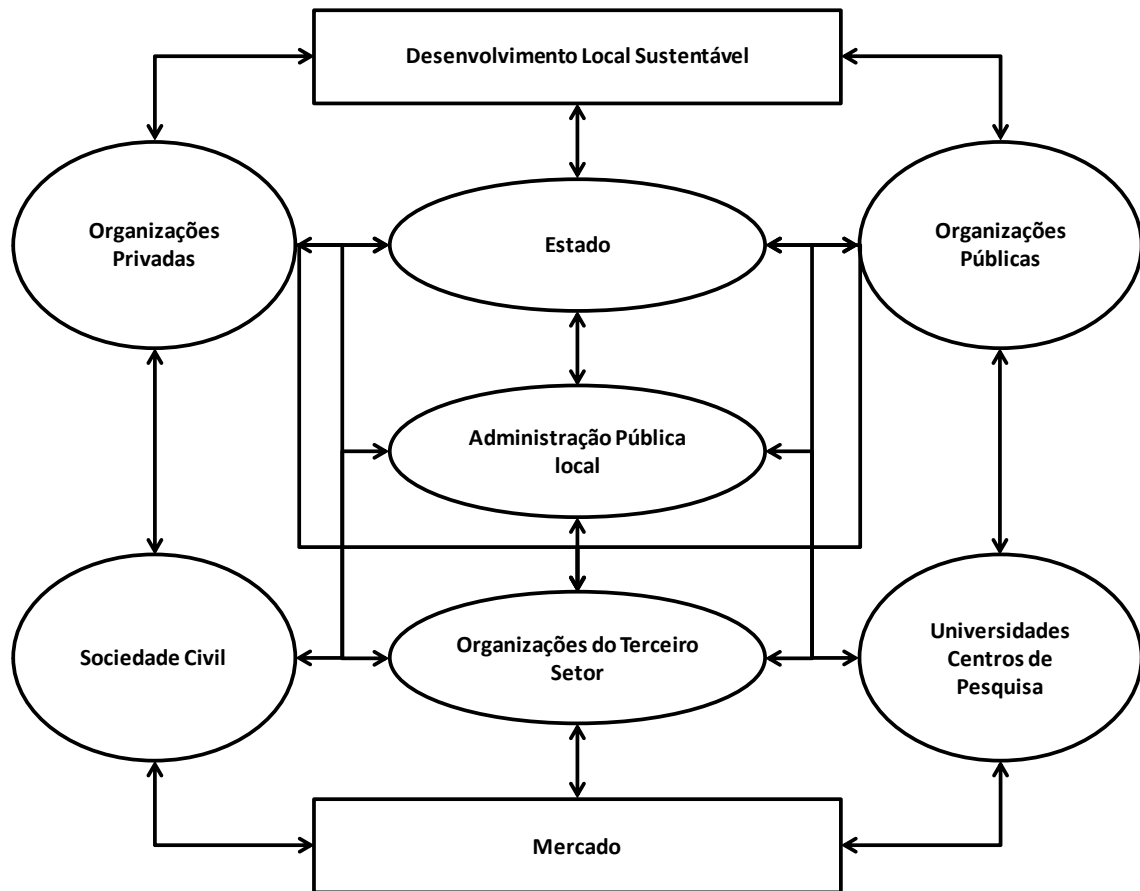 Desenvolvimento Local Sustentável
Organizações
Privadas
Estado
Organizações
Públicas
Administração Pública
local
Sociedade Civil
Organizações do Terceiro
Setor
Universidades
Centros de
Pesquisa
Mercado